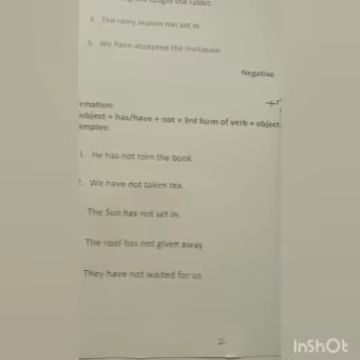 the rabbit.
4. The rainy season has set in.
5. We have accepted the invitation.
Negative
rmation:
ubject + has/have + not + 3rd form of verb + object.
amples:
1. He has not torn the book
2. We have not taken tea
The Sun has not set in
The roof has not given away
They have not waited for us
2
InShOt